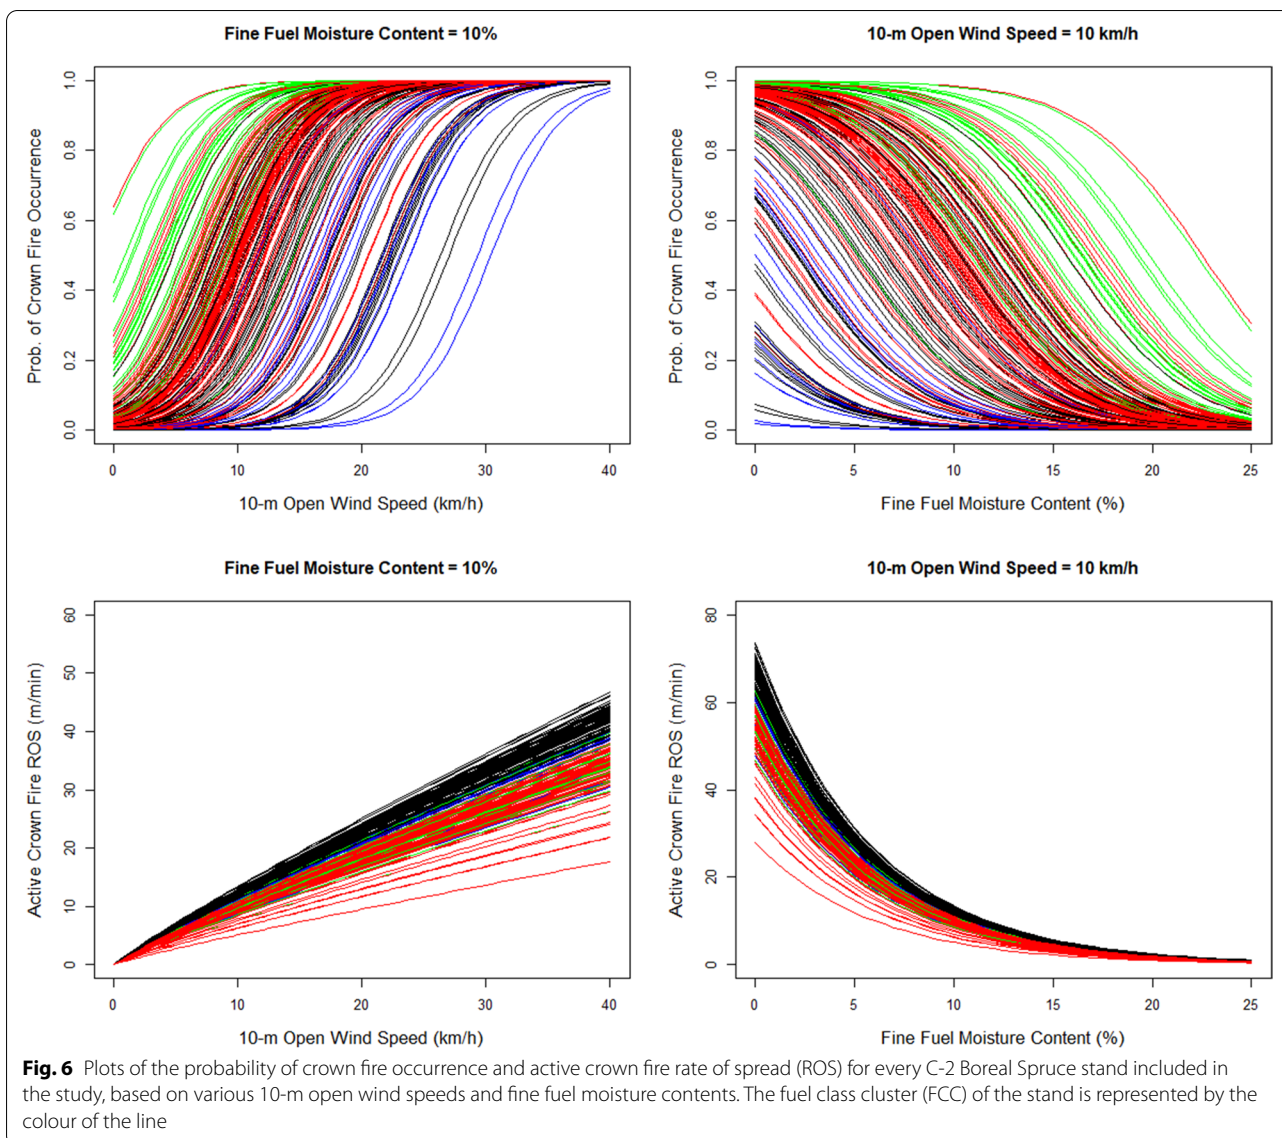 Fine Fuel Moisture Content = 10%
Prob. of Crown Fire Occurrence
0.0 0.2 0.4 0.6 0.8 1.0
0 10 20 30 40
10-m Open Wind Speed (km/h)
10-m Open Wind Speed = 10 km/h
Prob. of Crown Fire Occurrence
0.0 0.2 0.4 0.6 0.8 1.0
0 5 10 15 20 25
Fine Fuel Moisture Content (%)
Fine Fuel Moisture Content = 10%
Active Crown Fire ROS (m/min)
0 10 20 30 40 50 60
0 10 20 30 40
10-m Open Wind Speed (km/h)
10-m Open Wind Speed = 10 km/h
Active Crown Fire ROS (m/min)
0 20 40 60 80
0 5 10 15 20 25
Fine Fuel Moisture Content (%)
Fig. 6 Plots of the probability of crown fire occurrence and active crown fire rate of spread (ROS) for every C-2 Boreal Spruce stand included in
the study, based on various 10-m open wind speeds and fine fuel moisture contents. The fuel class cluster (FCC) of the stand is represented by the
colour of the line